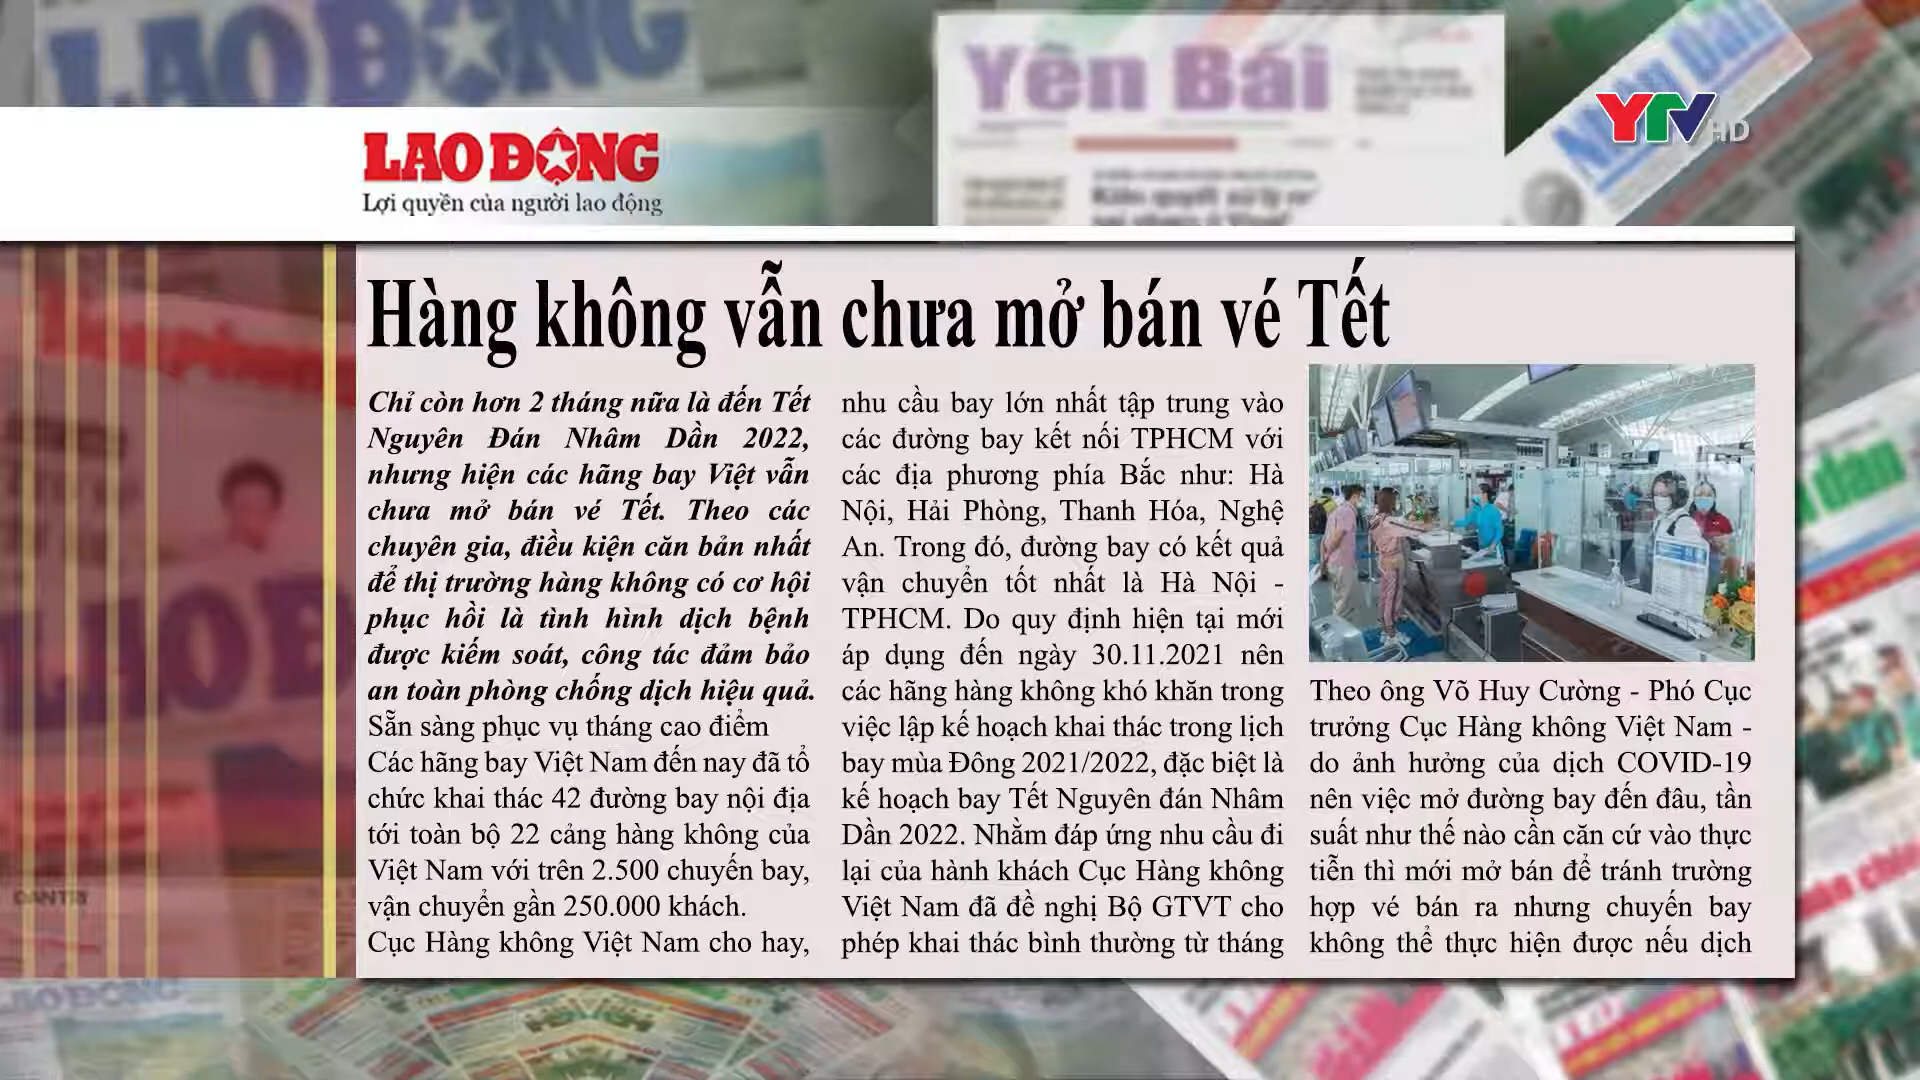 LAO ĐỘNG
Yên Bái
Nhân Dân
YTV HD
LAO ĐỘNG
Lợi quyền của người lao động
Hàng không vẫn chưa mở bán vé Tết
Chỉ còn hơn 2 tháng nữa là đến Tết
Nguyên Đán Nhâm Dần 2022,
nhưng hiện các hãng bay Việt vẫn
chưa mở bán vé Tết. Theo các
chuyên gia, điều kiện căn bản nhất
để thị trường hàng không có cơ hội
phục hồi là tình hình dịch bệnh
được kiểm soát, công tác đảm bảo
an toàn phòng chống dịch hiệu quả.
Sẵn sàng phục vụ tháng cao điểm
Các hãng bay Việt Nam đến nay đã tổ
chức khai thác 42 đường bay nội địa
tới toàn bộ 22 cảng hàng không của
Việt Nam với trên 2.500 chuyến bay,
vận chuyển gần 250.000 khách.
Cục Hàng không Việt Nam cho hay,
nhu cầu bay lớn nhất tập trung vào
các đường bay kết nối TPHCM với
các địa phương phía Bắc như: Hà
Nội, Hải Phòng, Thanh Hóa, Nghệ
An. Trong đó, đường bay có kết quả
vận chuyển tốt nhất là Hà Nội -
TPHCM. Do quy định hiện tại mới
áp dụng đến ngày 30.11.2021 nên
các hãng hàng không khó khăn trong
việc lập kế hoạch khai thác trong lịch
bay mùa Đông 2021/2022, đặc biệt là
kế hoạch bay Tết Nguyên đán Nhâm
Dần 2022. Nhằm đáp ứng nhu cầu đi
lại của hành khách Cục Hàng không
Việt Nam đã đề nghị Bộ GTVT cho
phép khai thác bình thường từ tháng
Theo ông Võ Huy Cường - Phó Cục
trưởng Cục Hàng không Việt Nam -
do ảnh hưởng của dịch COVID-19
nên việc mở đường bay đến đâu, tần
suất như thế nào cần căn cứ vào thực
tiễn thì mới mở bán để tránh trường
hợp vé bán ra nhưng chuyến bay
không thể thực hiện được nếu dịch